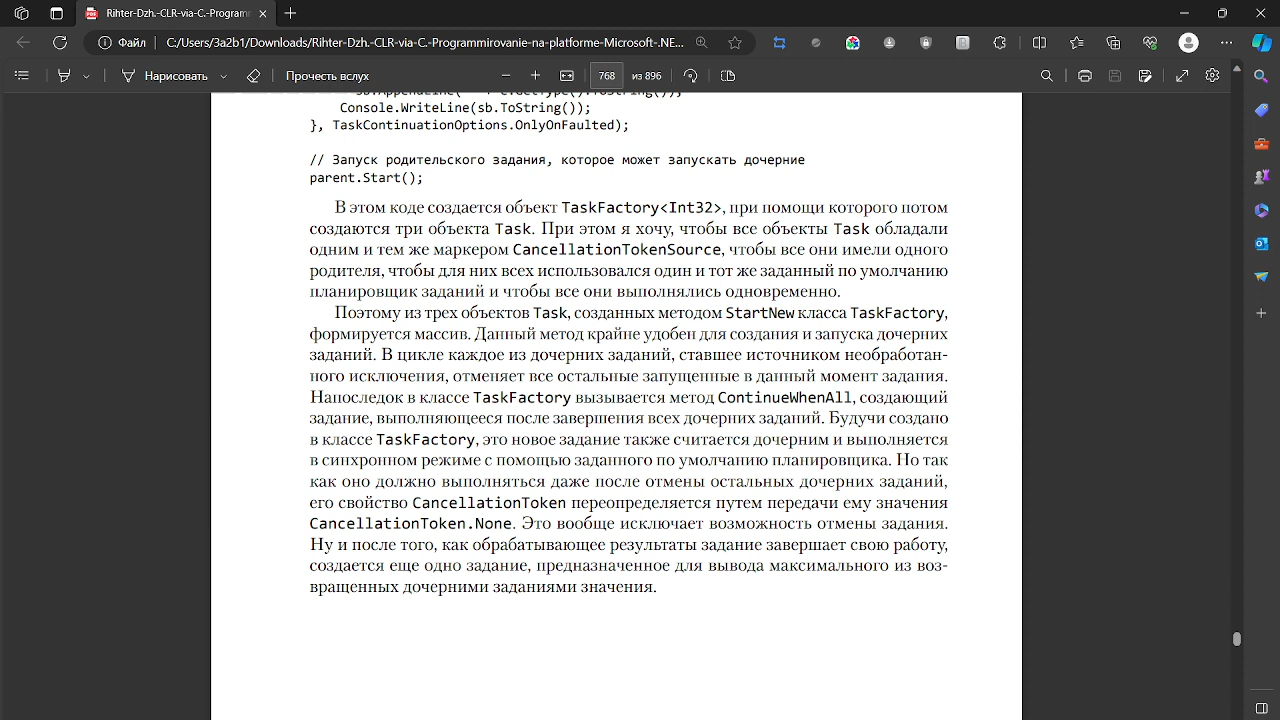 Rihter-Dzh.-CLR-via-C.-Programm
Файл
C:/Users/3a2b1/Downloads/Rihter-Dzh.-CLR-via-C.-Programmirovanie-na-platforme-Microsoft-.NE...
Нарисовать
Прочесть вслух
768 из 896
Console.WriteLine(sb.ToString());
}, TaskContinuationOptions.OnlyOnFaulted);
// Запуск родительского задания, которое может запускать дочерние
parent.Start();
В этом коде создается объект TaskFactory<Int32>, при помощи которого потом
создаются три объекта Task. При этом я хочу, чтобы все объекты Task обладали
одним и тем же маркером CancellationTokenSource, чтобы все они имели одного
родителя, чтобы для них всех использовался один и тот же заданный по умолчанию
планировщик заданий и чтобы все они выполнялись одновременно.
Поэтому из трех объектов Task, созданных методом StartNew класса TaskFactory,
формируется массив. Данный метод крайне удобен для создания и запуска дочерних
заданий. В цикле каждое из дочерних заданий, ставшее источником необработан-
ного исключения, отменяет все остальные запущенные в данный момент задания.
Напоследок в классе TaskFactory вызывается метод ContinueWhenAll, создающий
задание, выполняющееся после завершения всех дочерних заданий. Будучи создано
в классе TaskFactory, это новое задание также считается дочерним и выполняется
в синхронном режиме с помощью заданного по умолчанию планировщика. Но так
как оно должно выполняться даже после отмены остальных дочерних заданий,
его свойство CancellationToken переопределяется путем передачи ему значения
CancellationToken.None. Это вообще исключает возможность отмены задания.
Ну и после того, как обрабатывающее результаты задание завершает свою работу,
создается еще одно задание, предназначенное для вывода максимального из воз-
вращенных дочерними заданиями значения.